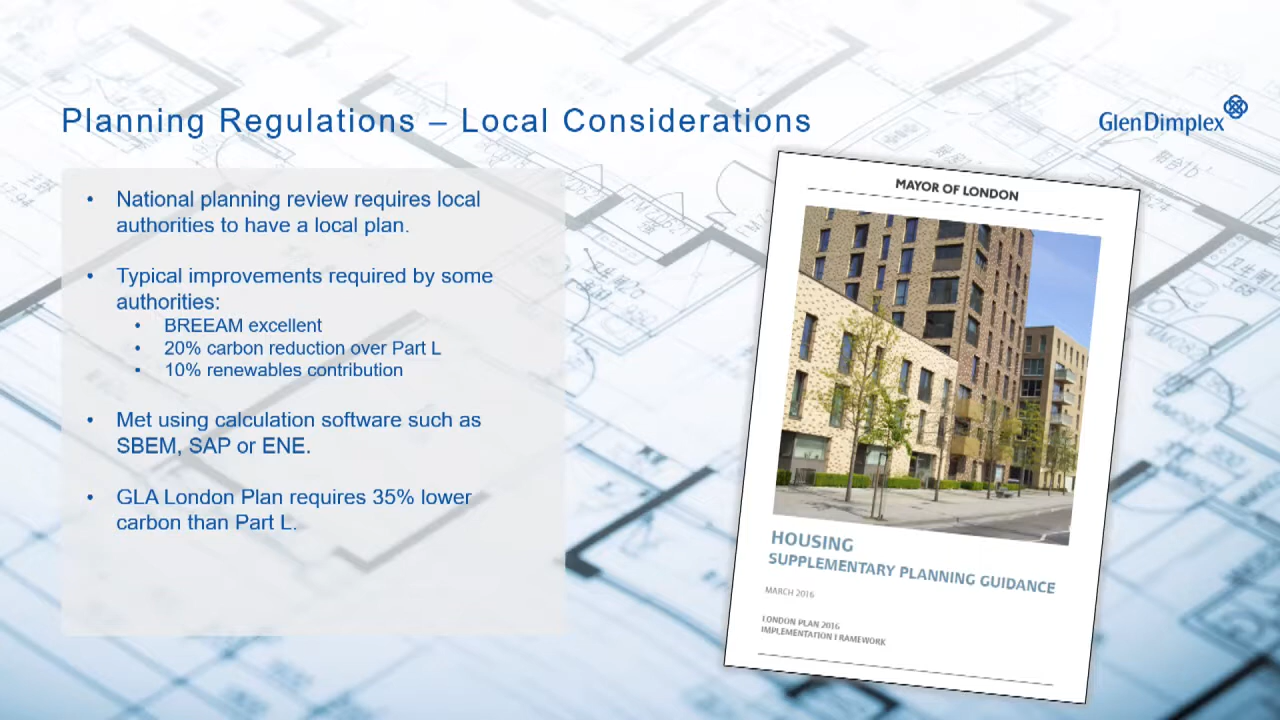 Planning Regulations – Local Considerations
GlenDimplex
• National planning review requires local
authorities to have a local plan.
• Typical improvements required by some
authorities:
• BREEAM excellent
• 20% carbon reduction over Part L
• 10% renewables contribution
• Met using calculation software such as
SBEM, SAP or ENE.
• GLA London Plan requires 35% lower
carbon than Part L.
MAYOR OF LONDON
HOUSING
SUPPLEMENTARY PLANNING GUIDANCE
MARCH 2016
LONDON PLAN 2016
IMPLEMENTATION FRAMEWORK